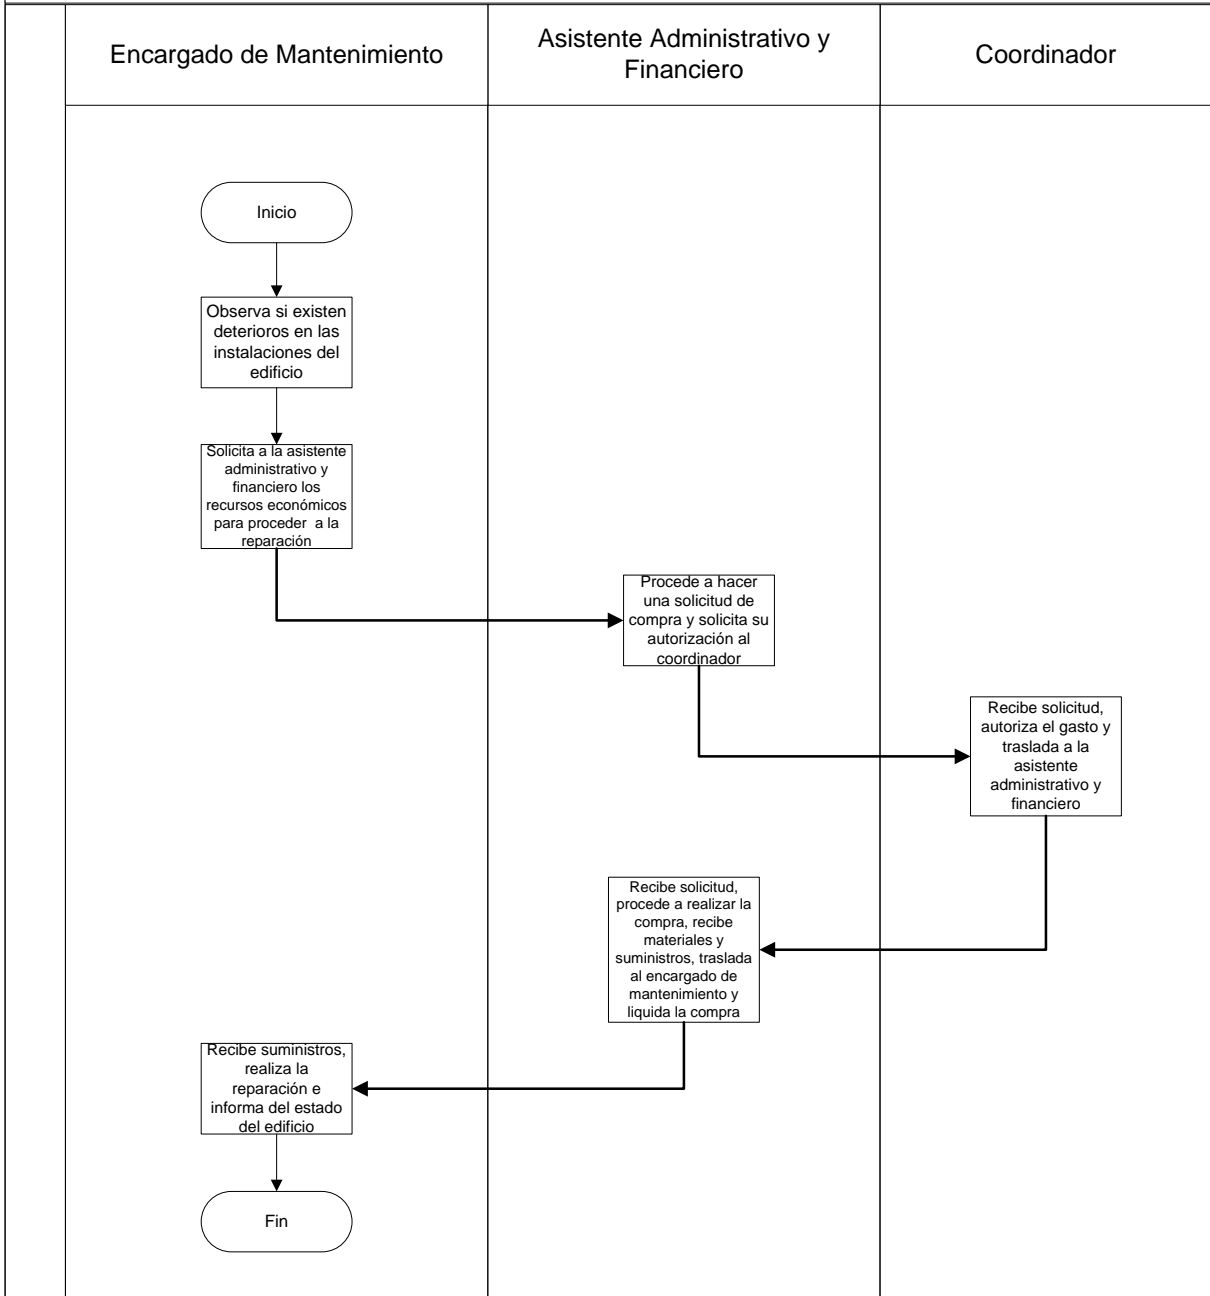 Encargado de Mantenimiento
Asistente Administrativo y
Financiero
Coordinador
Inicio
Observa si existen
deterioros en las
instalaciones del
edificio
Solicita a la asistente
administrativo y
financiero los
recursos económicos
para proceder  a la
reparación
Procede a hacer
una solicitud de
compra y solicita su
autorización al
coordinador
Recibe solicitud,
autoriza el gasto y
traslada a la
asistente
administrativo y
financiero
Recibe solicitud,
procede a realizar la
compra, recibe
materiales y
suministros, traslada
al encargado de
mantenimiento y
liquida la compra
Recibe suministros,
realiza la
reparación e
informa del estado
del edificio
Fin